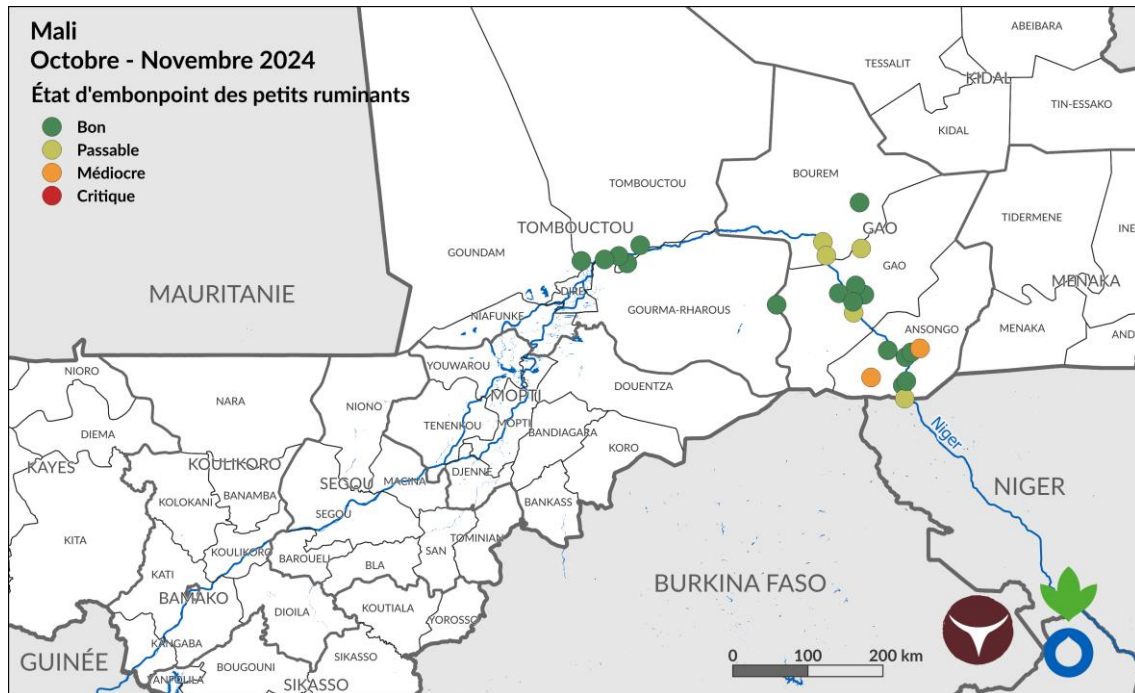 Mali
Octobre - Novembre 2024
État d'embonpoint des petits ruminants
Bon
Passable
Médiocre
Critique
ABEIBARA
TESSALIT
KIDAL
TIN-ESSAKO
KIDAL
BOUREM
TOMBOUCTOU
TIDERMENE
TOMBOUCTOU
GAO
GOUNDAM
INE
GAO
MENAKA
MAURITANIE
DIRE
GOURMA-RHAROUS
NIAFUNKE
ANSONGO
MENAKA
AND
YOUWAROU
NIORO
DOUENTZA
NARA
NIONO
MOPTI
TENENKOU
MOPTI
BANDIAGARA
DIEMA
KORO
Niger
KAYES
KOULIKORO
DJENNE
SEGOU
MACINA
NIGER
KOLOKANI
BANAMBA
BANKASS
SEGOU
KITA
TOMINIAN
KOULIKORO
SAN
BAROUELI
BLA
KATI
BURKINA FASO
BAMAKO
DIOILA
KOUTIALA
YOROSSO
KANGABA
GUINÉE
SIKASSO
BOUGOUNI
0 100 200 km
SIKASSO